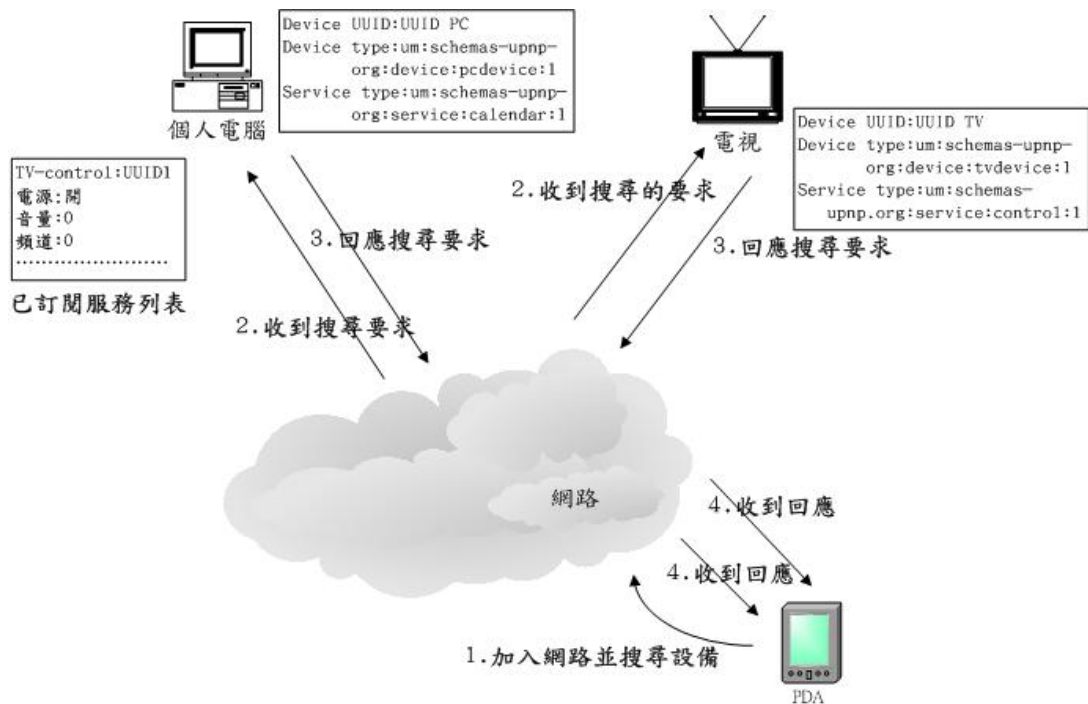 Device UUID:UUID PC
Device type:um:schemas-upnp-
org:device:pcdevice:1
Service type:um:schemas-upnp-
org:service:calendar:1
個人電腦
電視
Device UUID:UUID TV
Device type:um:schemas-upnp-
org:device:tvdevice:1
Service type:um:schemas-
upnp.org:service:control:1
TV-control:UUID1
電源:開
音量:0
頻道:0
........................
已訂閱服務列表
2.收到搜尋的要求
3.回應搜尋要求
3.回應搜尋要求
2.收到搜尋要求
網路
4.收到回應
4.收到回應
1.加入網路並搜尋設備
PDA